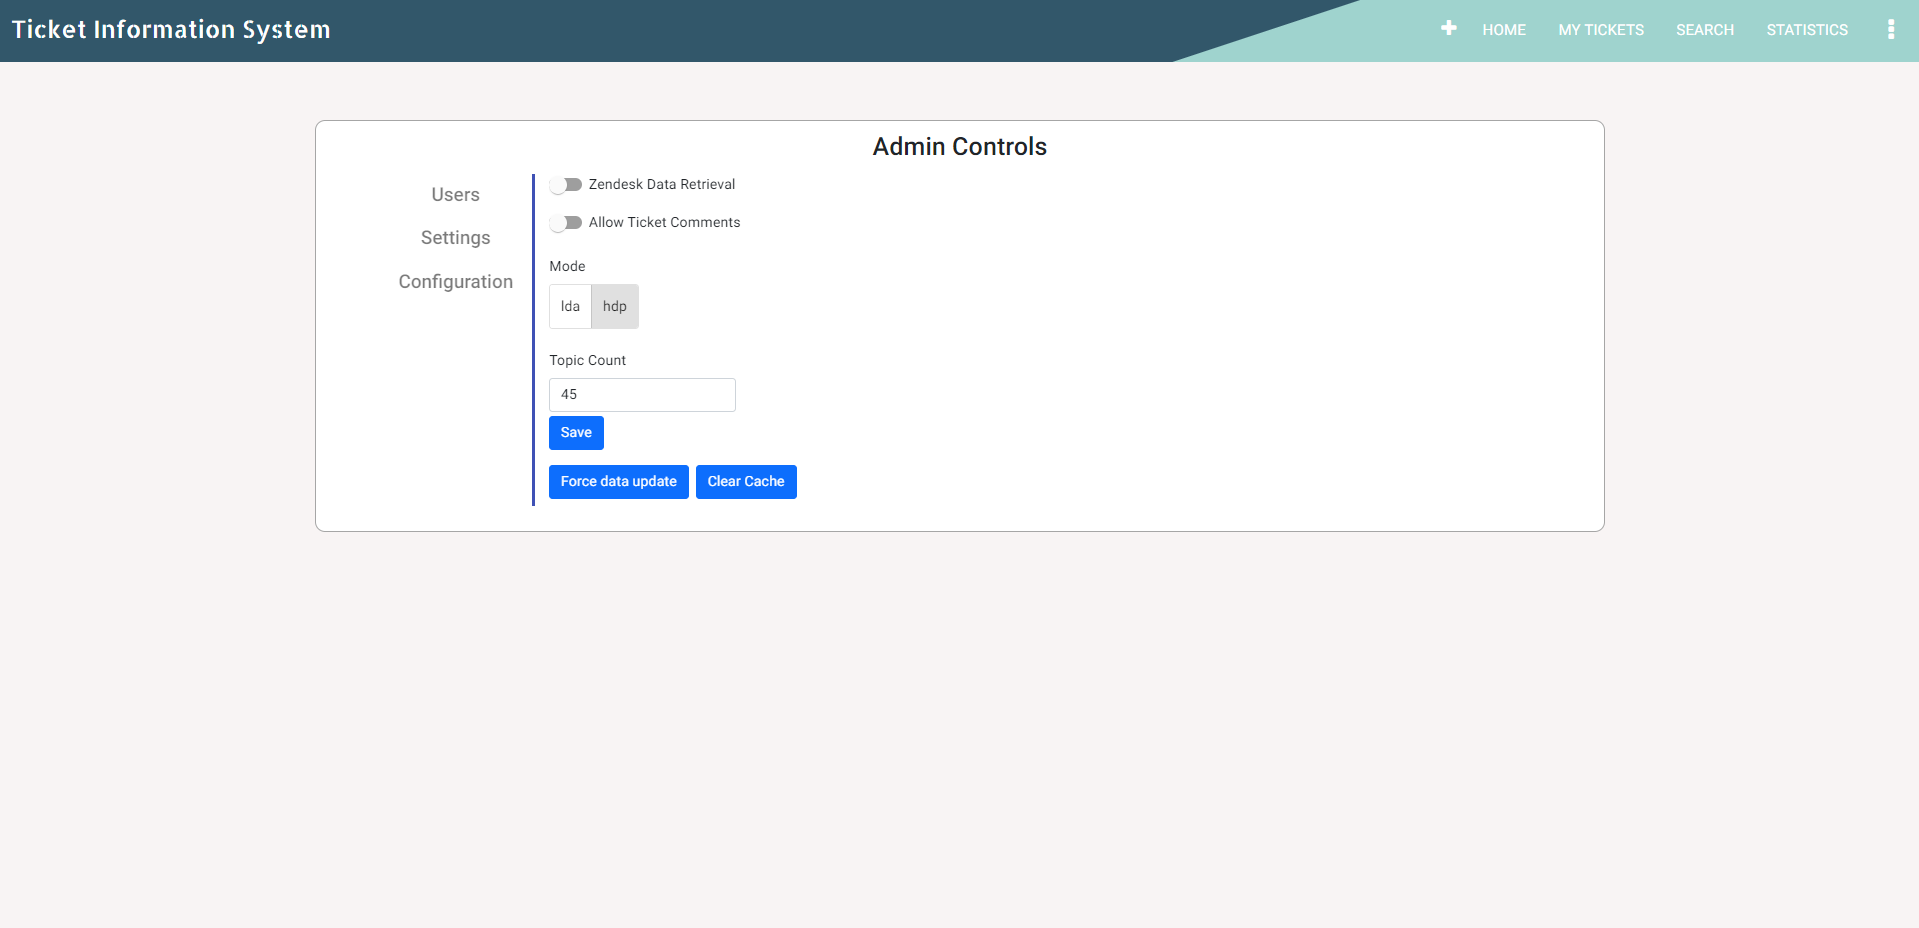 Ticket Information System
HOME MY TICKETS SEARCH STATISTICS
Admin Controls
Users
Settings
Configuration
Zendesk Data Retrieval
Allow Ticket Comments
Mode
lda hdp
Topic Count
45
Save
Force data update Clear Cache